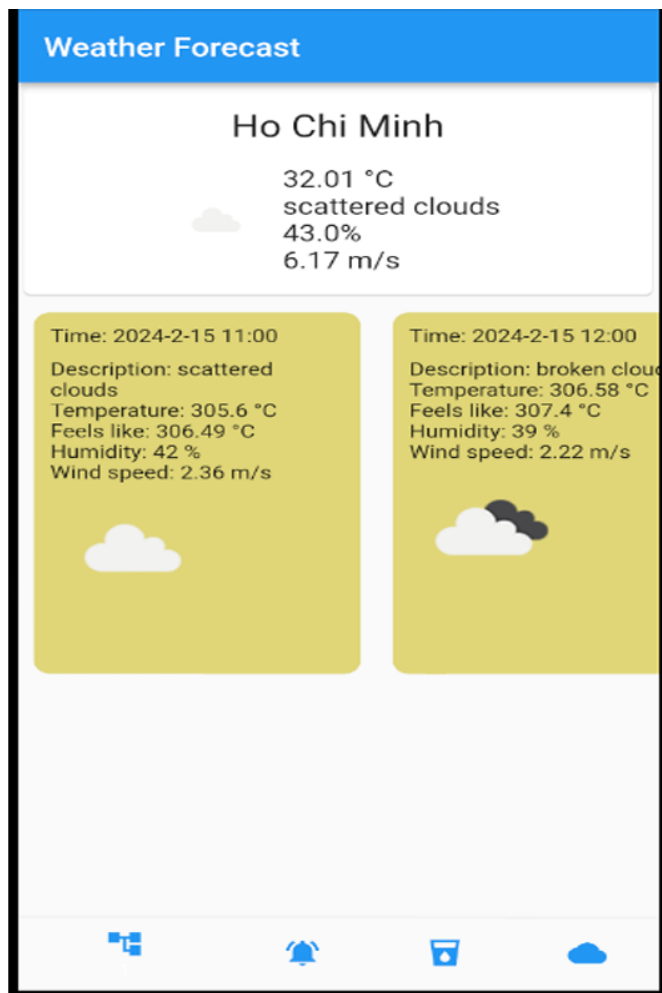 Weather Forecast
Ho Chi Minh
32.01 °C
scattered clouds
43.0%
6.17 m/s
Time: 2024-2-15 11:00
Description: scattered
clouds
Temperature: 305.6 °C
Feels like: 306.49 °C
Humidity: 42 %
Wind speed: 2.36 m/s
Time: 2024-2-15 12:00
Description: broken clou
Temperature: 306.58 °C
Feels like: 307.4 °C
Humidity: 39 %
Wind speed: 2.22 m/s